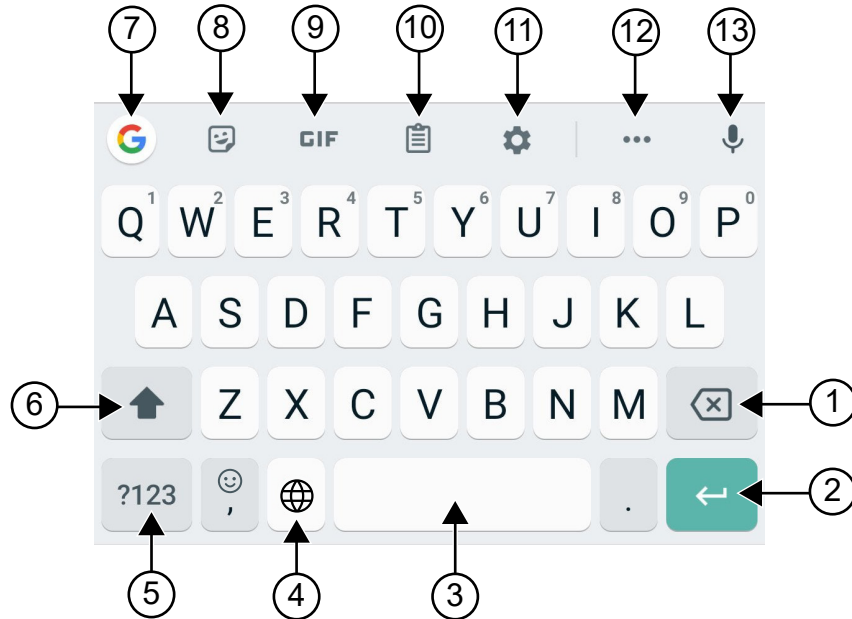 7 8 9 10 11 12 13
G GIF
Q1 W2 E3 R4 T5 Y6 U7 I8 O9 P0
A S D F G H J K L
6 Z X C V B N M 1
?123 , . 2
5 4 3